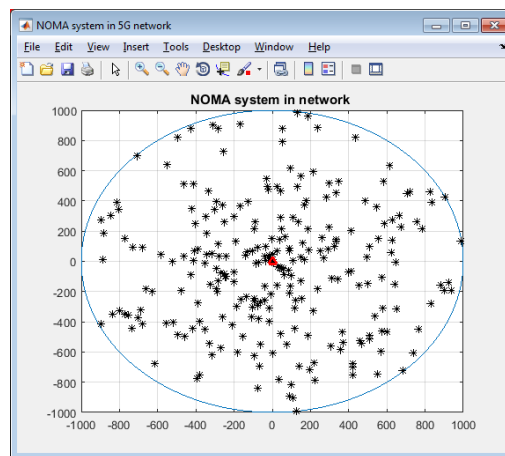 NOMA system in 5G network
File Edit View Insert Tools Desktop Window Help
NOMA system in network
1000
800
600
400
200
0
-200
-400
-600
-800
-1000
-1000 -800 -600 -400 -200 0 200 400 600 800 1000